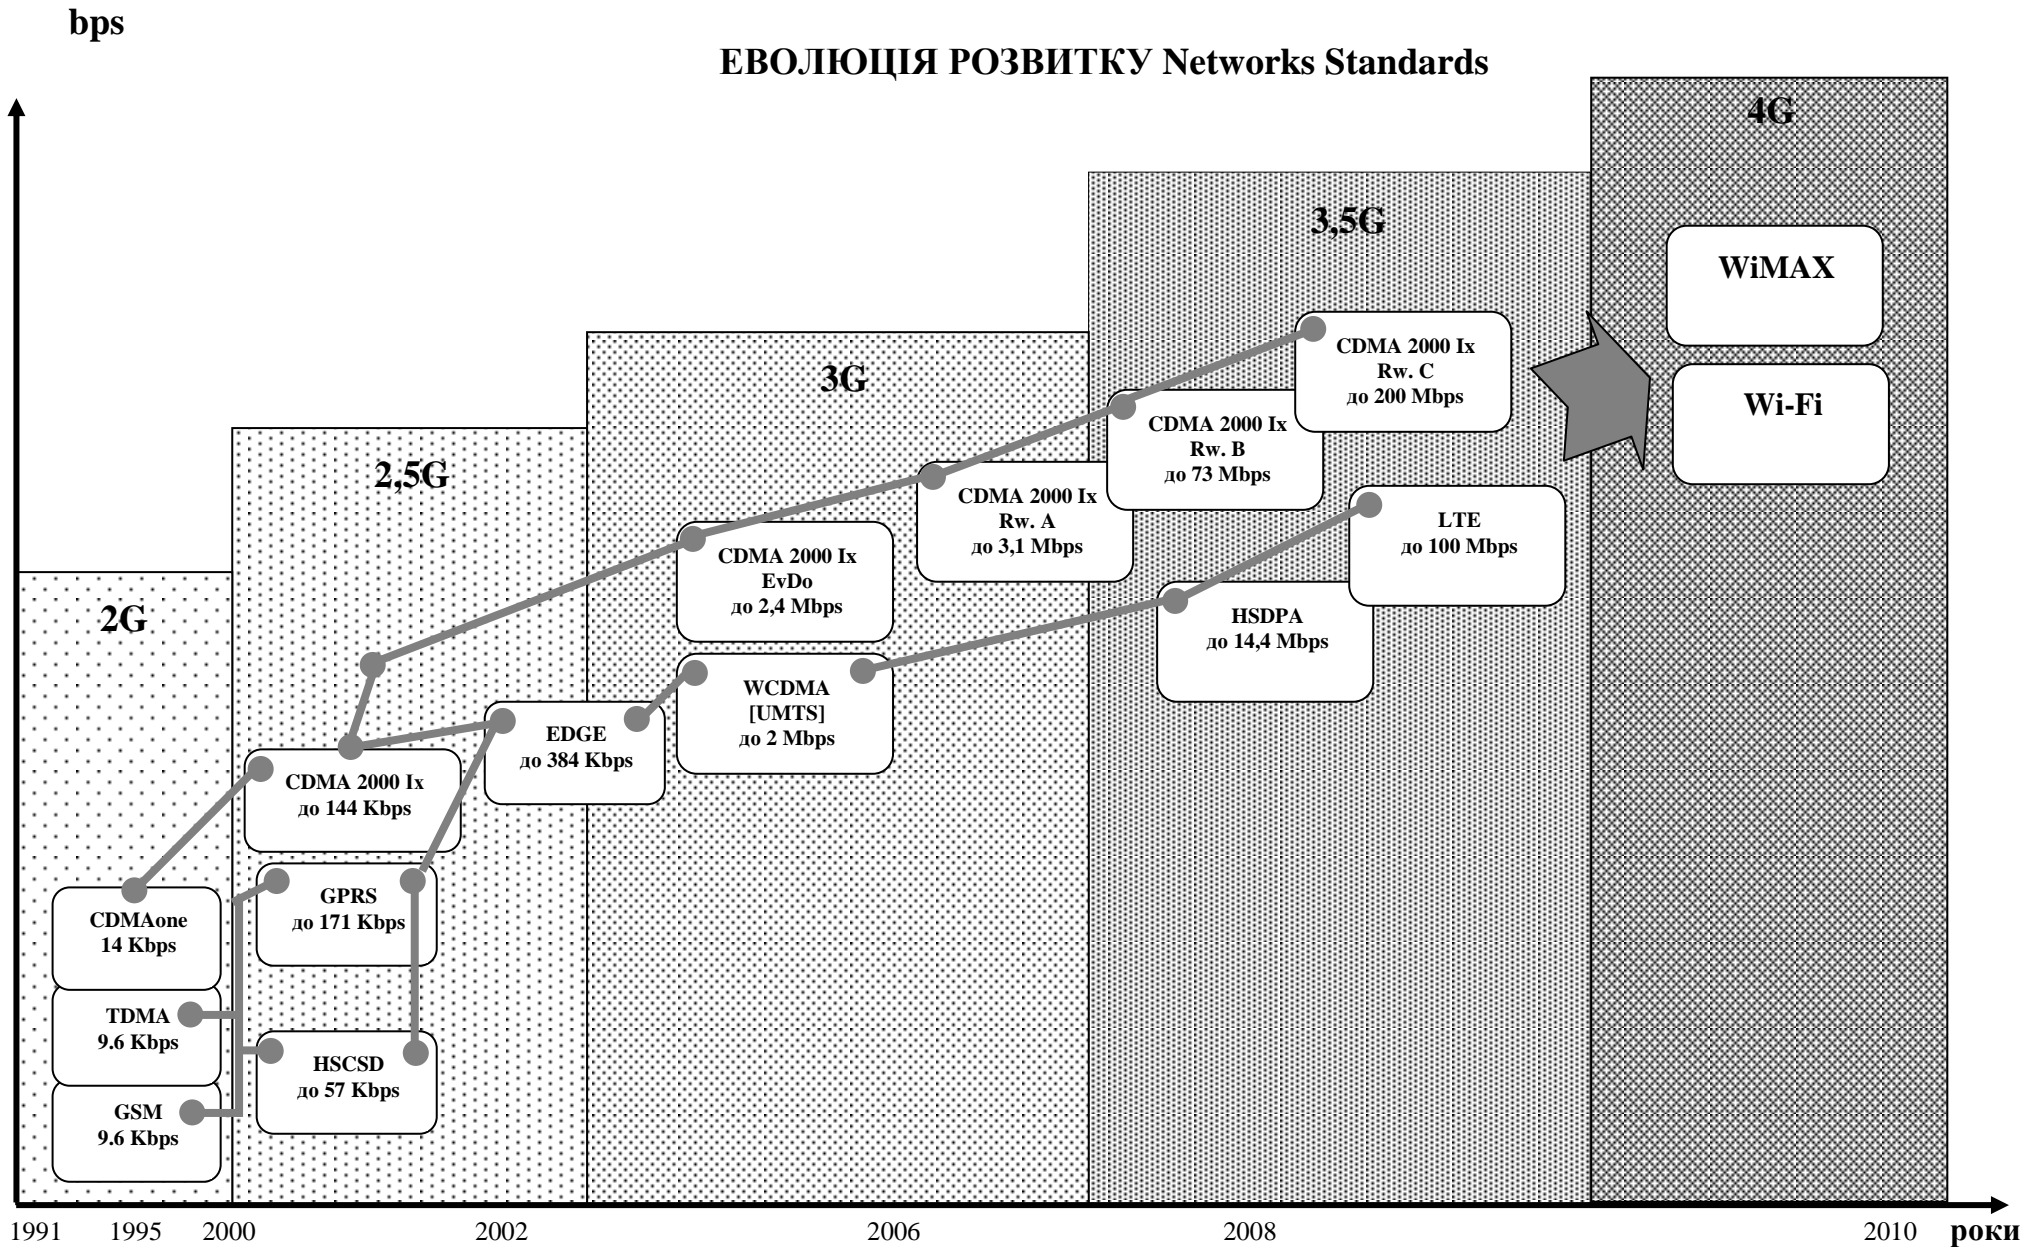 bps
ЕВОЛЮЦІЯ РОЗВИТКУ Networks Standards
4G
3,5G
WiMAX
Wi-Fi
CDMA 2000 Ix
Rw. C
до 200 Mbps
3G
CDMA 2000 Ix
Rw. B
до 73 Mbps
2,5G
CDMA 2000 Ix
Rw. A
до 3,1 Mbps
LTE
до 100 Mbps
CDMA 2000 Ix
EvDo
до 2,4 Mbps
2G
HSDPA
до 14,4 Mbps
WCDMA
[UMTS]
до 2 Mbps
EDGE
до 384 Kbps
CDMA 2000 Ix
до 144 Kbps
GPRS
до 171 Kbps
CDMAone
14 Kbps
TDMA
9.6 Kbps
HSCSD
до 57 Kbps
GSM
9.6 Kbps
1991 1995 2000 2002 2006 2008 2010 роки